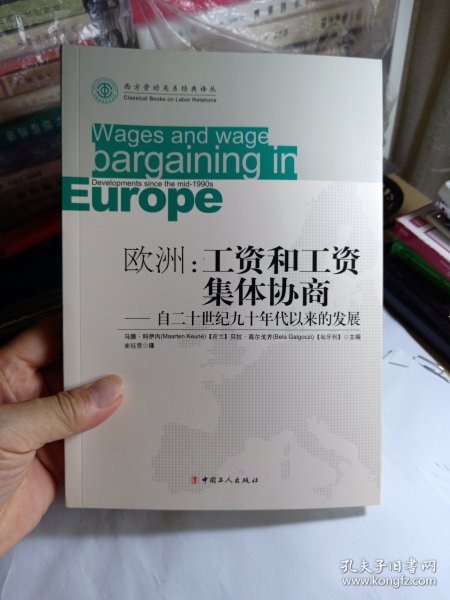 西方劳动关系经典译丛
Classical Books on Labor Relations
Wages and wage
bargaining in
Developments since the mid-1990s
Europe
欧洲：工资和工资
集体协商
——自二十世纪九十年代以来的发展
马滕·科伊内(Maarten Keune)【荷兰】贝拉·高尔戈齐(Bela Galgoczi)【匈牙利】◎主编
崔钰雪◎译
中国工人出版社
孔夫子旧书网
www.kongfz.com